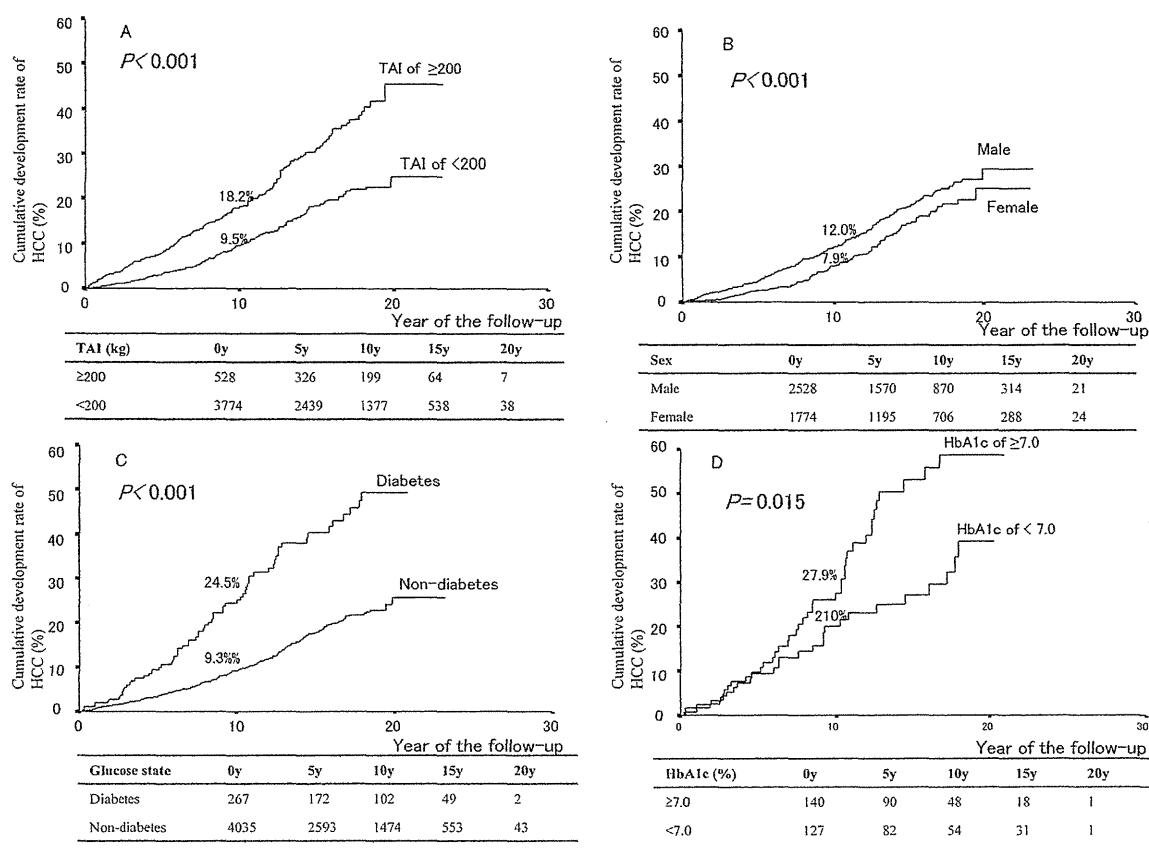 A
P<0.001
Cumulative development rate of
HCC (%)
60
50
40
30
20
10
0
TAI of ≥200
TAI of <200
18.2%
9.5%
0 10 20 30
Year of the follow-up
TAI (kg) 0y 5y 10y 15y 20y
≥200 528 326 199 64 7
<200 3774 2439 1377 538 38
B
P<0.001
Cumulative development rate of
HCC (%)
60
50
40
30
20
10
0
Male
Female
12.0%
7.9%
0 10 20 30
Year of the follow-up
Sex 0y 5y 10y 15y 20y
Male 2528 1570 870 314 21
Female 1774 1195 706 288 24
C
P<0.001
Cumulative development rate of
HCC (%)
60
50
40
30
20
10
0
Diabetes
Non-diabetes
24.5%
9.3%%
0 10 20 30
Year of the follow-up
Glucose state 0y 5y 10y 15y 20y
Diabetes 267 172 102 49 2
Non-diabetes 4035 2593 1474 553 43
D
P=0.015
Cumulative development rate of
HCC (%)
60
50
40
30
20
10
0
HbA1c of ≥7.0
HbA1c of < 7.0
27.9%
210%
0 10 20 30
Year of the follow-up
HbA1c (%) 0y 5y 10y 15y 20y
≥7.0 140 90 48 18 1
<7.0 127 82 54 31 1